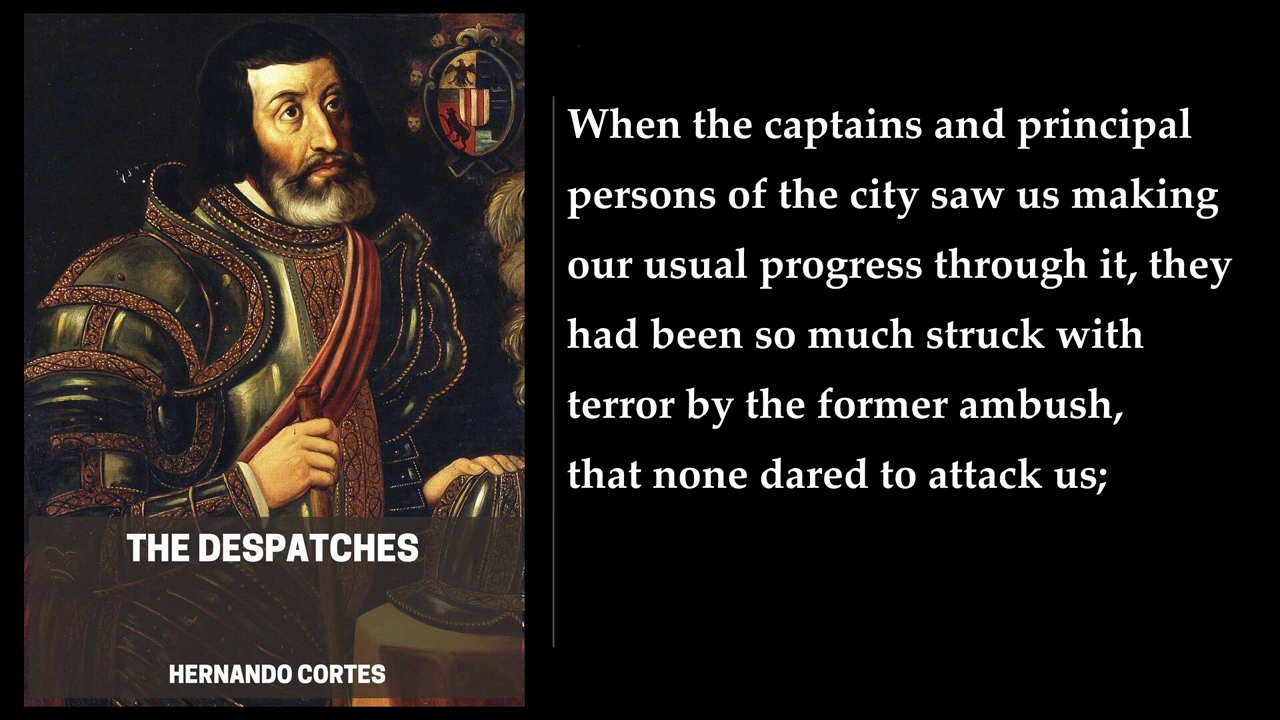 THE DESPATCHES
HERNANDO CORTES
When the captains and principal
persons of the city saw us making
our usual progress through it, they
had been so much struck with
terror by the former ambush,
that none dared to attack us;